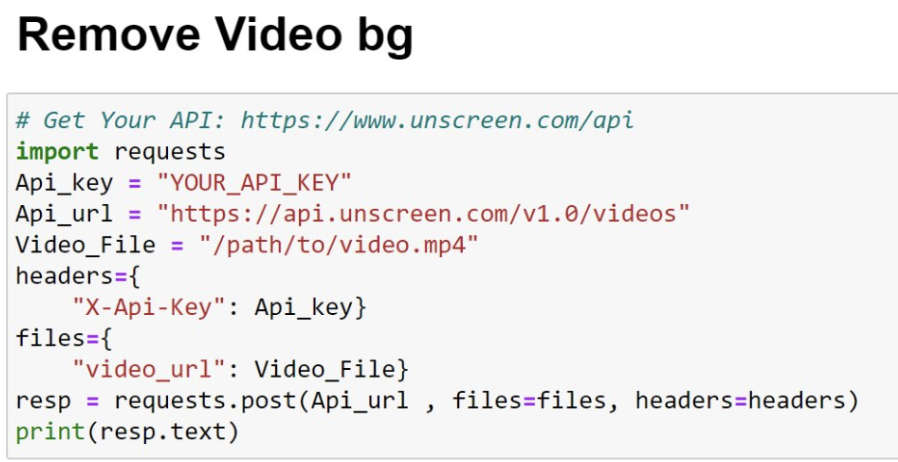 Remove Video bg
# Get Your API: https://www.unscreen.com/api
import requests
Api_key = "YOUR_API_KEY"
Api_url = "https://api.unscreen.com/v1.0/videos"
Video_File = "/path/to/video.mp4"
headers={
    "X-Api-Key": Api_key}
files={
    "video_url": Video_File}
resp = requests.post(Api_url , files=files, headers=headers)
print(resp.text)